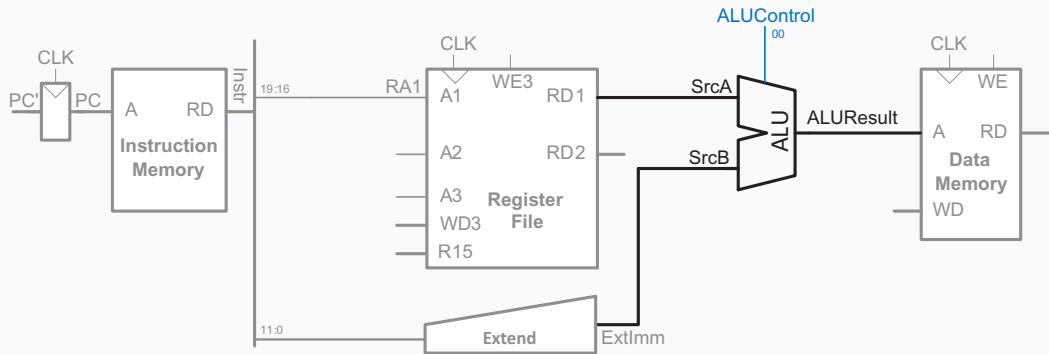 ALUControl
00
CLK
CLK
CLK
PC'
PC
A
RD
Instruction
Memory
Instr
19:16
RA1
A1
WE3
RD1
A2
RD2
A3
WD3
R15
Register
File
SrcA
SrcB
ALU
ALUResult
WE
A
RD
Data
Memory
WD
11:0
Extend
ExtImm